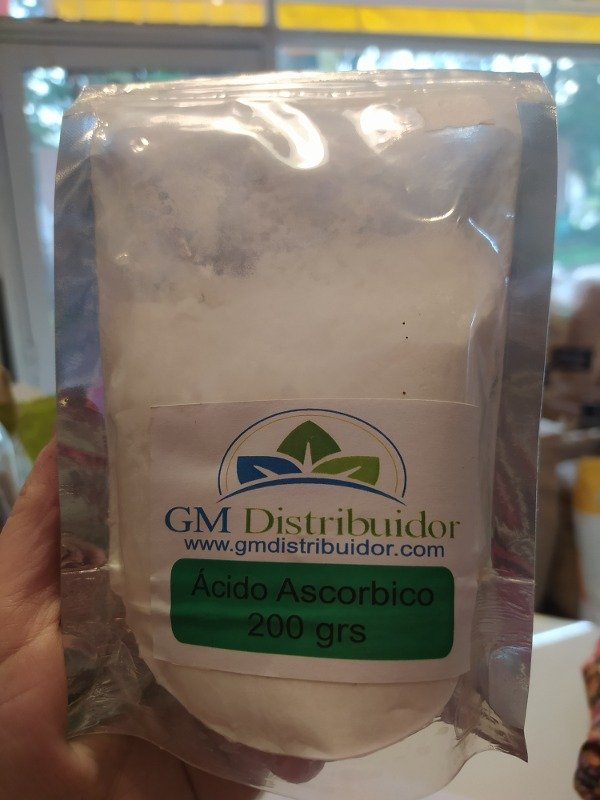 GM Distribuidor
www.gmdistribuidor.com
Ácido Ascorbico
200 grs